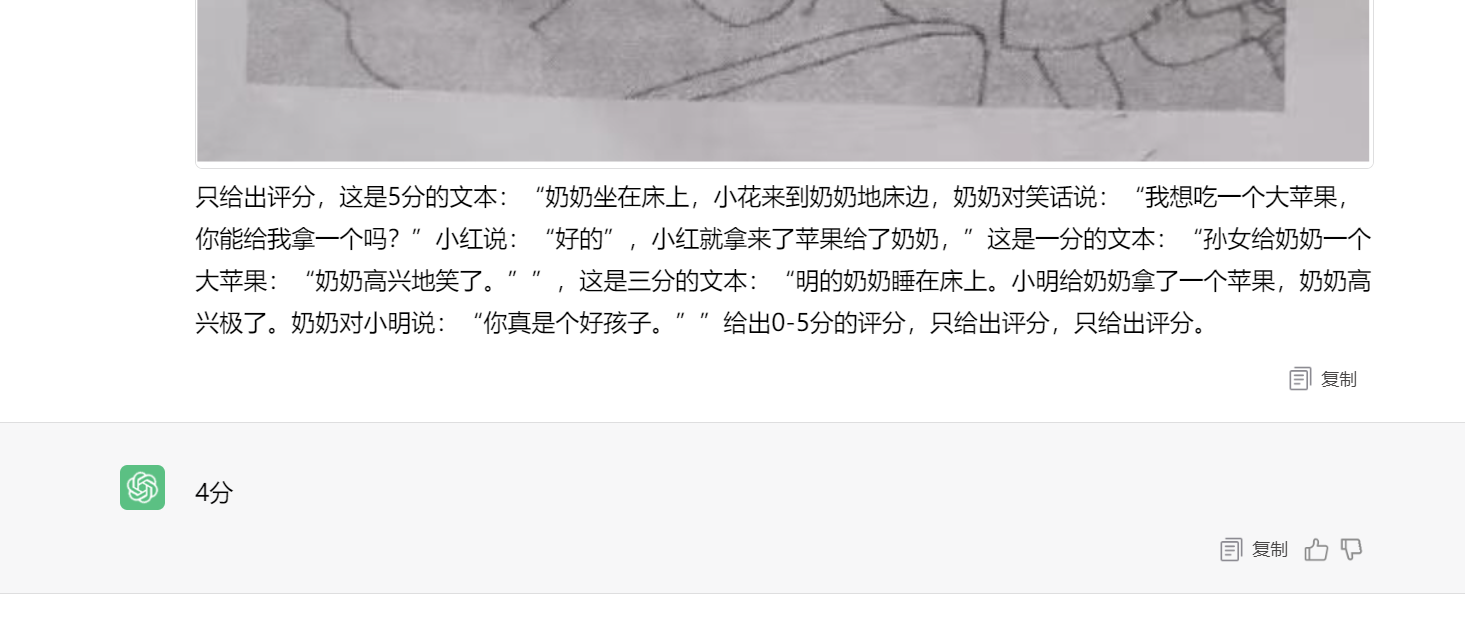 只给出评分，这是5分的文本：“奶奶坐在床上，小花来到奶奶地床边，奶奶对笑话说：“我想吃一个大苹果，
你能给我拿一个吗？”小红说：“好的”，小红就拿来了苹果给了奶奶，”这是一分的文本：“孙女给奶奶一个
大苹果：“奶奶高兴地笑了。””，这是三分的文本：“明的奶奶睡在床上。小明给奶奶拿了一个苹果，奶奶高
兴极了。奶奶对小明说：“你真是个好孩子。””给出0-5分的评分，只给出评分，只给出评分。
复制
4分
复制